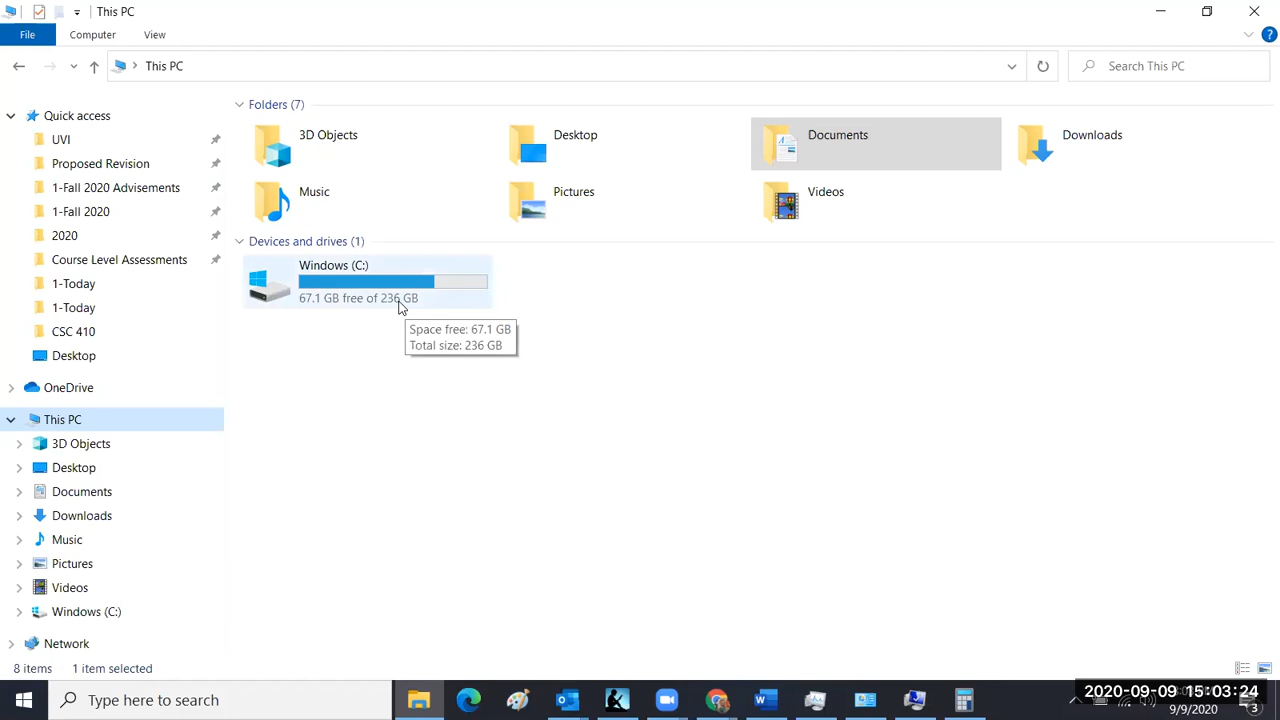 This PC
File
Computer
View
This PC
Search This PC
Quick access
UVI
Proposed Revision
1-Fall 2020 Advisements
1-Fall 2020
2020
Course Level Assessments
1-Today
1-Today
CSC 410
Desktop
OneDrive
This PC
3D Objects
Desktop
Documents
Downloads
Music
Pictures
Videos
Windows (C:)
Network
Folders (7)
3D Objects
Desktop
Documents
Downloads
Music
Pictures
Videos
Devices and drives (1)
Windows (C:)
67.1 GB free of 236 GB
Space free: 67.1 GB
Total size: 236 GB
8 items
1 item selected
Type here to search
2020-09-09 15:03:24
9/9/2020
3